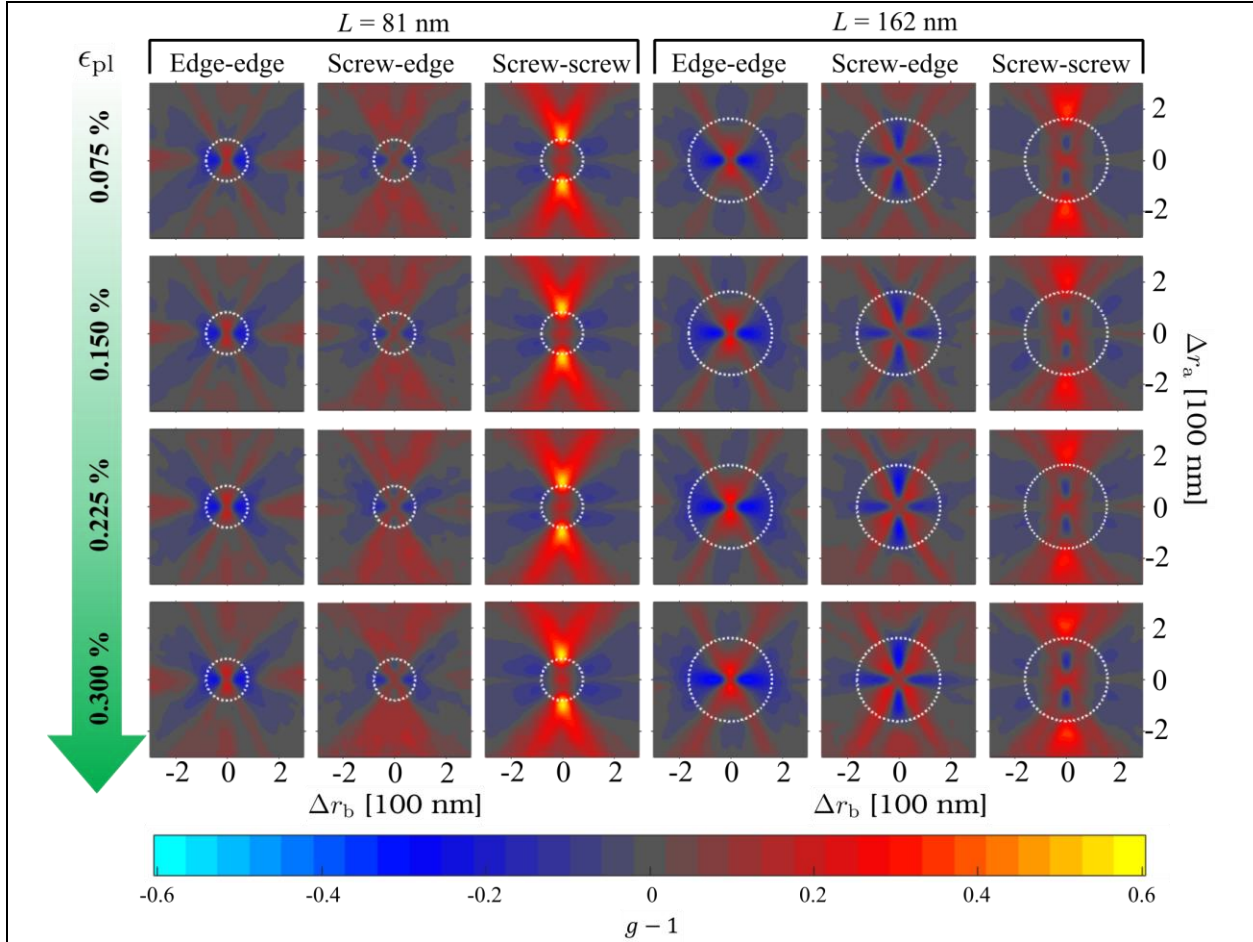 L = 81 nm
L = 162 nm
ϵpl
Edge-edge
Screw-edge
Screw-screw
Edge-edge
Screw-edge
Screw-screw
0.075 %
2
0
-2
0.150 %
2
0
-2
0.225 %
2
0
-2
0.300 %
2
0
-2
Δra [100 nm]
-2 0 2
-2 0 2
-2 0 2
-2 0 2
-2 0 2
-2 0 2
Δrb [100 nm]
Δrb [100 nm]
-0.6
-0.4
-0.2
0
0.2
0.4
0.6
g − 1